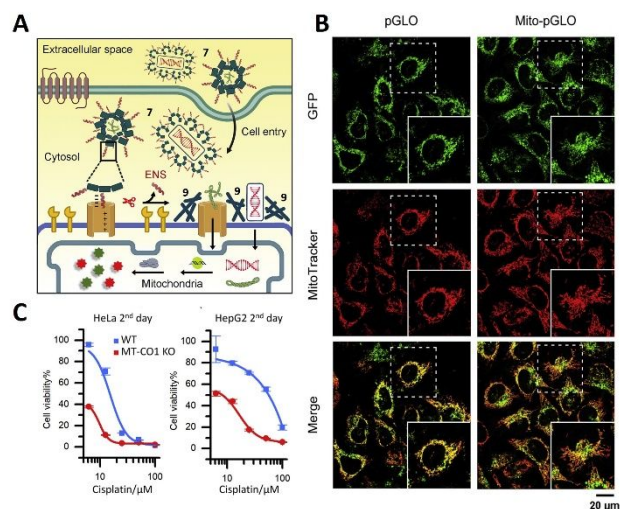 A
Extracellular space
7
7
Cell entry
Cytosol
ENS
9
9
9
Mitochondria
B
pGLO
Mito-pGLO
GFP
MitoTracker
Merge
20 µm
C
HeLa 2nd day
WT
MT-CO1 KO
Cell viability%
100
80
60
40
20
0
10
100
Cisplatin/µM
HepG2 2nd day
Cell viability%
100
80
60
40
20
0
10
100
Cisplatin/µM